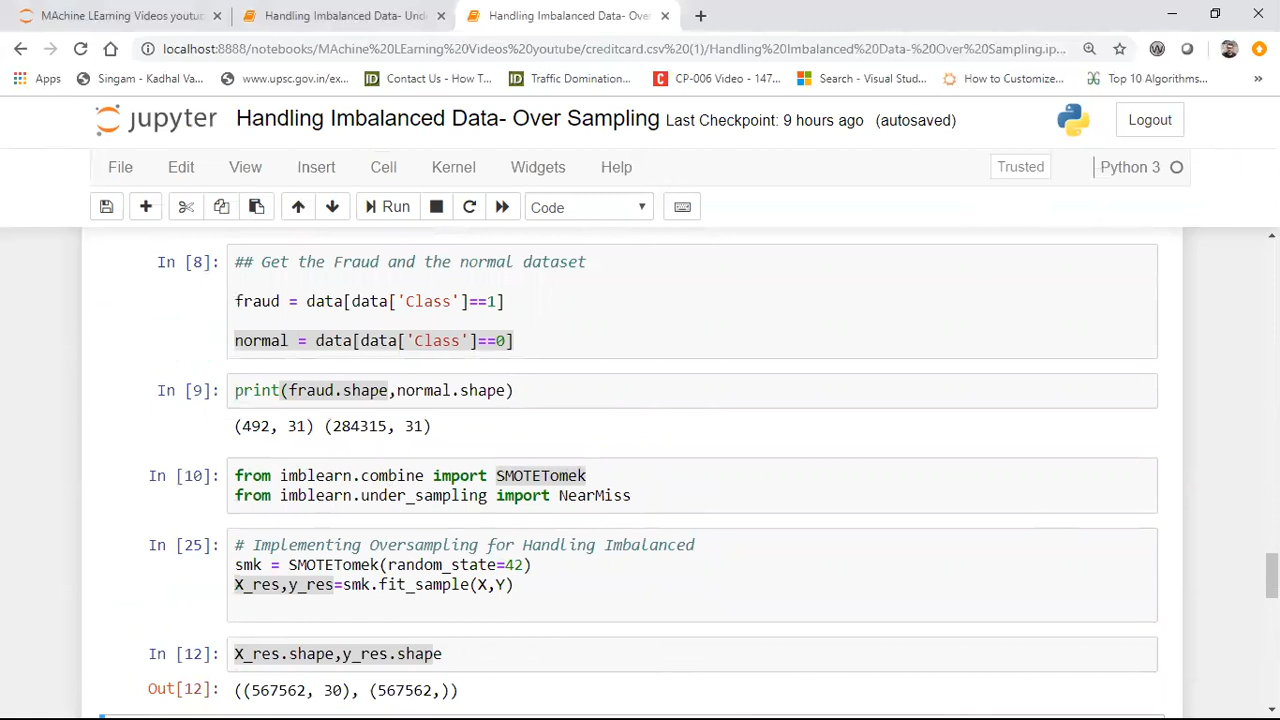 MAchine LEarning Videos youtu
Handling Imbalanced Data- Und
Handling Imbalanced Data- Ove
localhost:8888/notebooks/MAchine%20LEarning%20Videos%20youtube/creditcard.csv%20(1)/Handling%20Imbalanced%20Data-%20Over%20Sampling.ip...
Apps
Singam - Kadhal Va...
www.upsc.gov.in/ex...
Contact Us - How T...
Traffic Domination...
CP-006 Video - 147...
Search - Visual Stud...
How to Customize...
Top 10 Algorithms...
»
jupyter Handling Imbalanced Data- Over Sampling Last Checkpoint: 9 hours ago (autosaved)
Logout
File Edit View Insert Cell Kernel Widgets Help
Trusted
Python 3
Run
Code
In [8]: ## Get the Fraud and the normal dataset
fraud = data[data['Class']==1]
normal = data[data['Class']==0]
In [9]: print(fraud.shape,normal.shape)
(492, 31) (284315, 31)
In [10]: from imblearn.combine import SMOTETomek
from imblearn.under_sampling import NearMiss
In [25]: # Implementing Oversampling for Handling Imbalanced
smk = SMOTETomek(random_state=42)
X_res,y_res=smk.fit_sample(X,Y)
In [12]: X_res.shape,y_res.shape
Out[12]: ((567562, 30), (567562,))